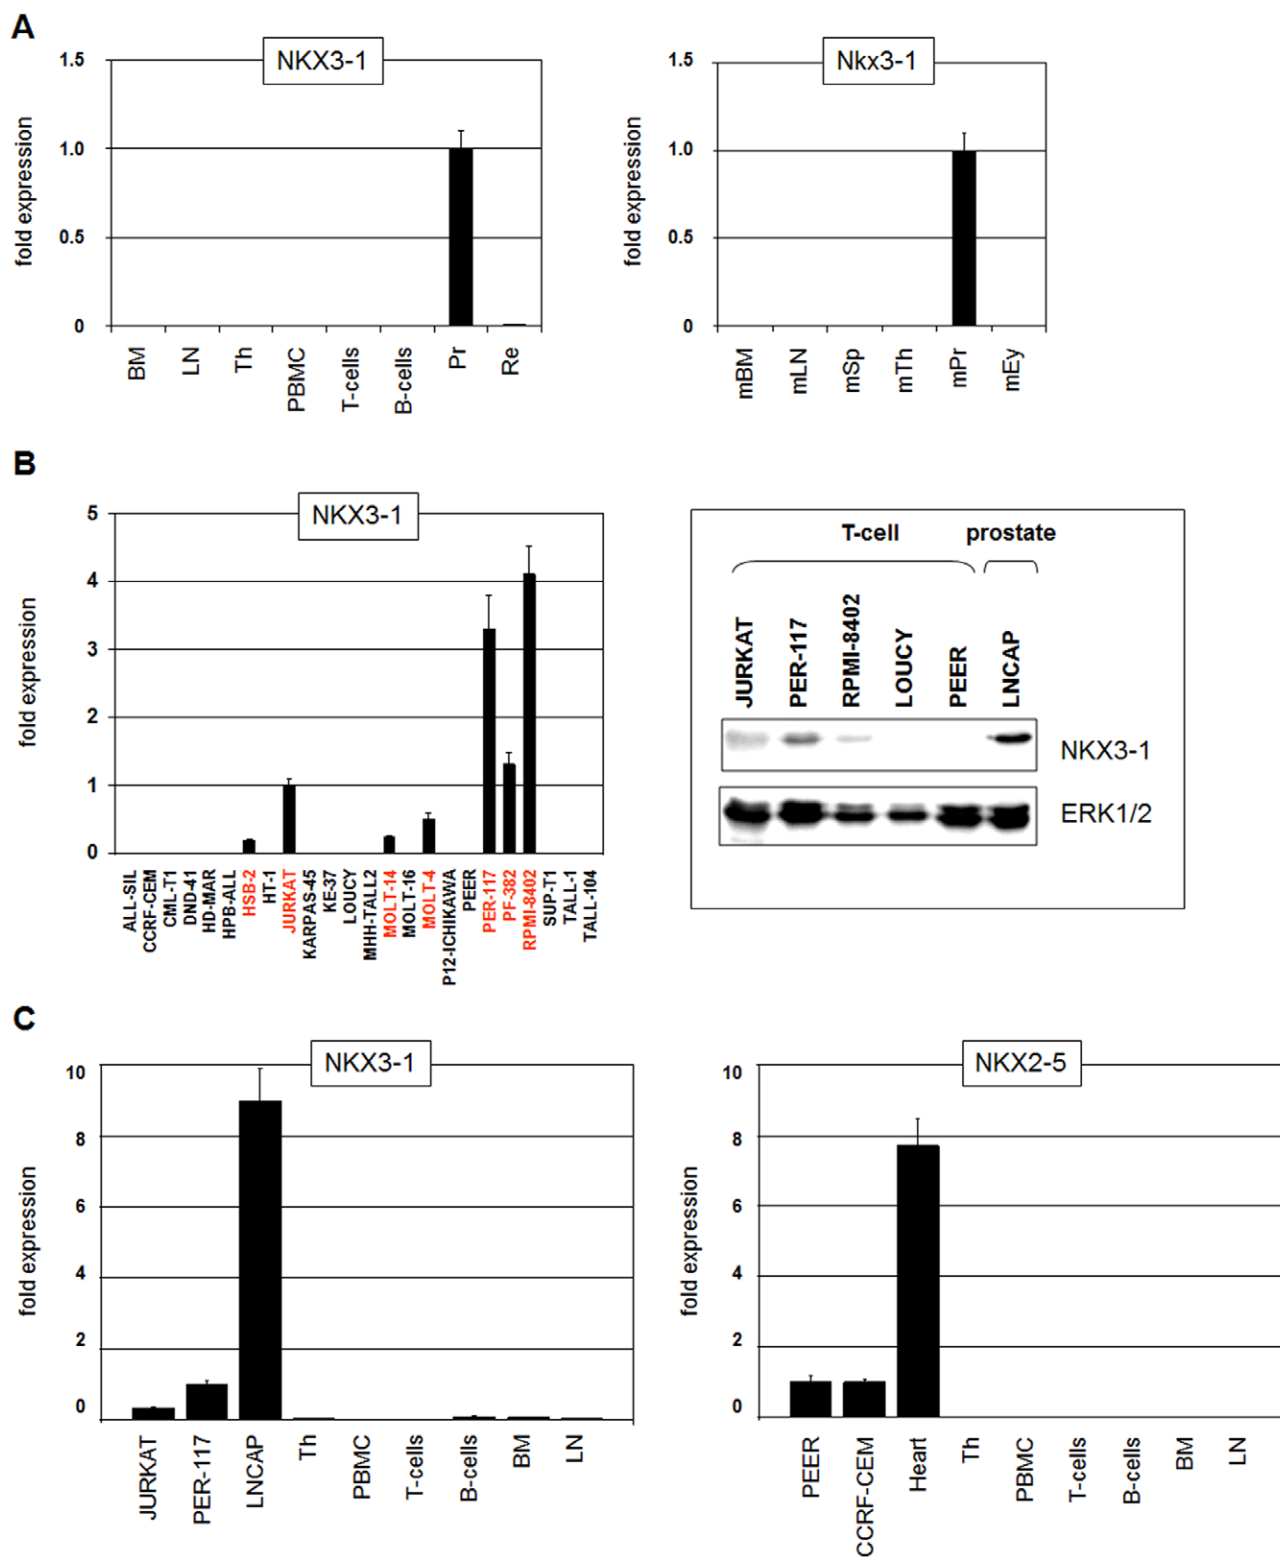 A
NKX3-1
1.5
1.0
0.5
0
fold expression
BM
LN
Th
PBMC
T-cells
B-cells
Pr
Re
Nkx3-1
1.5
1.0
0.5
0
fold expression
mBM
mLN
mSp
mTh
mPr
mEy
B
NKX3-1
5
4
3
2
1
0
fold expression
ALL-SIL
CCRF-CEM
CML-T1
DND-41
HD-MAR
HPB-ALL
HSB-2
HT-1
JURKAT
KARPAS-45
KE-37
LOUCY
MHH-TALL2
MOLT-14
MOLT-16
MOLT-4
P12-ICHIKAWA
PEER
PER-117
PF-382
RPMI-8402
SUP-T1
TALL-1
TALL-104
T-cell
prostate
JURKAT
PER-117
RPMI-8402
LOUCY
PEER
LNCAP
NKX3-1
ERK1/2
C
NKX3-1
10
8
6
4
2
0
fold expression
JURKAT
PER-117
LNCAP
Th
PBMC
T-cells
B-cells
BM
LN
NKX2-5
10
8
6
4
2
0
fold expression
PEER
CCRF-CEM
Heart
Th
PBMC
T-cells
B-cells
BM
LN